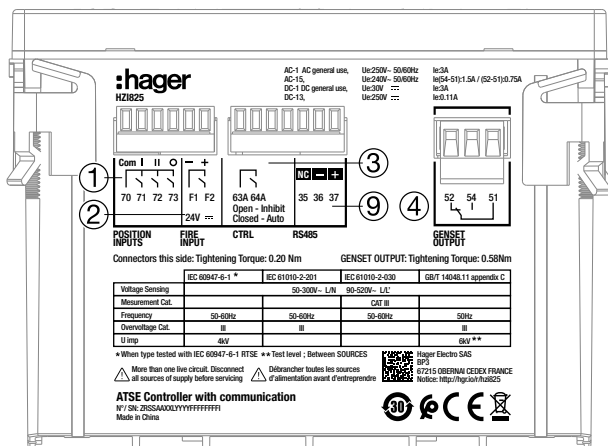 :hager
HZI825
AC-1 AC general use, Ue:250V~ 50/60Hz Ie:3A
AC-15, Ue:240V~ 50/60Hz Ie(54-51):1.5A / (52-51):0.75A
DC-1 DC general use, Ue:30V Ie:3A
DC-13, Ue:250V Ie:0.11A
Com I II O − +
1
3
NC − +
70 71 72 73 F1 F2 63A 64A 35 36 37
9
4
52 54 51
2
24V
Open - Inhibit
Closed - Auto
POSITION INPUTS
FIRE INPUT
CTRL
RS485
GENSET OUTPUT
Connectors this side: Tightening Torque: 0.20 Nm GENSET OUTPUT: Tightening Torque: 0.58Nm
IEC 60947-6-1 * IEC 61010-2-201 IEC 61010-2-030 GB/T 14048.11 appendix C
Voltage Sensing 50-300V~ L/N 90-520V~ L/L'
Mesurement Cat. CAT III
Frequency 50-60Hz 50-60Hz 50-60Hz 50Hz
Overvoltage Cat. III III III
U imp 4kV 6kV **
*When type tested with IEC 60947-6-1 RTSE **Test level ; Between SOURCES
More than one live circuit. Disconnect
all sources of supply before servicing
Débrancher toutes les sources
d'alimentation avant d'entreprendre
Hager Electro SAS
BP3
67215 OBERNAI CEDEX FRANCE
Notice: http://hgr.io/r/hzi825
ATSE Controller with communication
N°/ SN: ZRSSAAXXLYYYYFFFFFFFFi
Made in China
30
CE